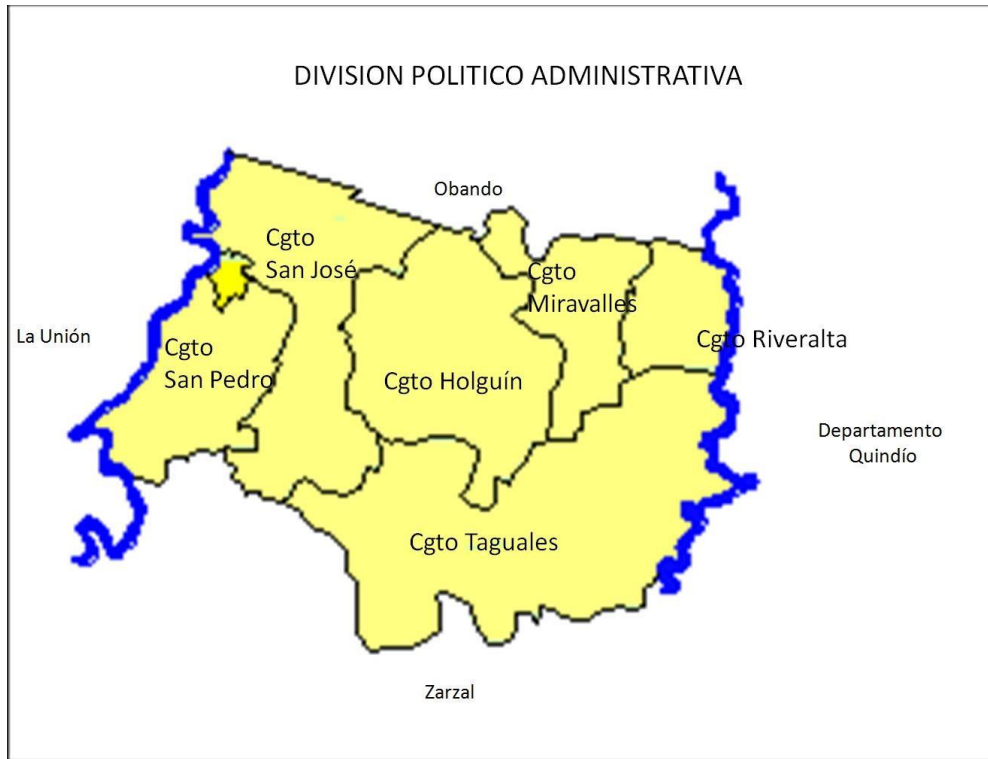 DIVISION POLITICO ADMINISTRATIVA
Obando
Cgto
San José
Cgto
Miravalles
La Unión
Cgto
San Pedro
Cgto Riveralta
Cgto Holguín
Departamento
Quindío
Cgto Taguales
Zarzal